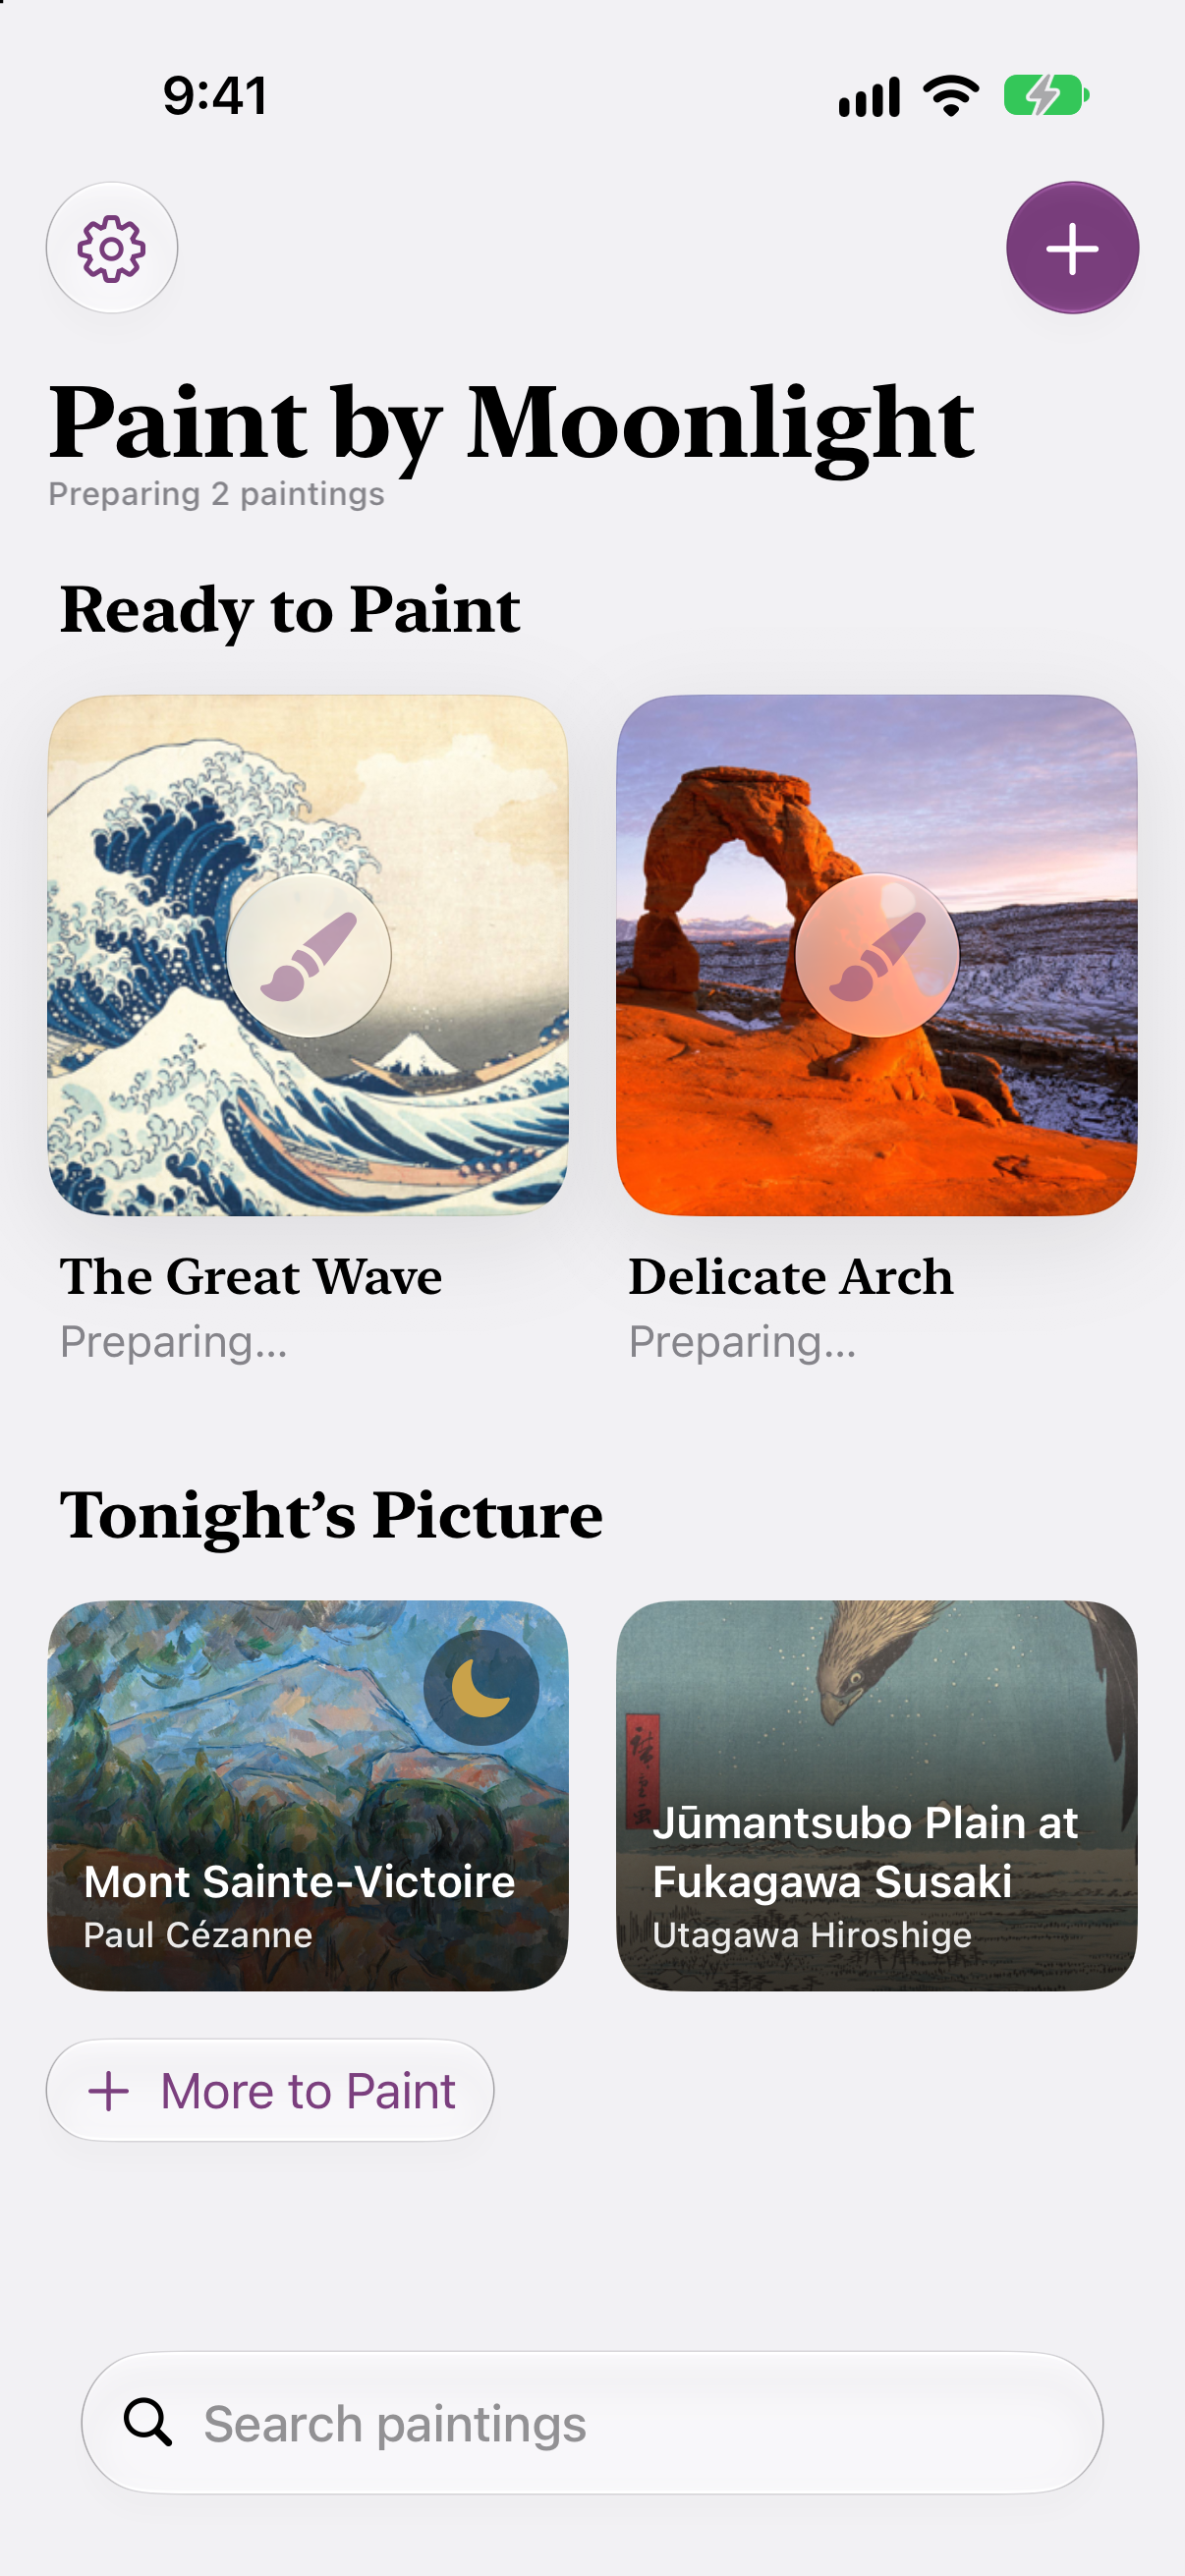 9:41
Paint by Moonlight
Preparing 2 paintings
Ready to Paint
The Great Wave
Preparing...
Delicate Arch
Preparing...
Tonight’s Picture
Mont Sainte-Victoire
Paul Cézanne
Jūmantsubo Plain at
Fukagawa Susaki
Utagawa Hiroshige
More to Paint
Search paintings